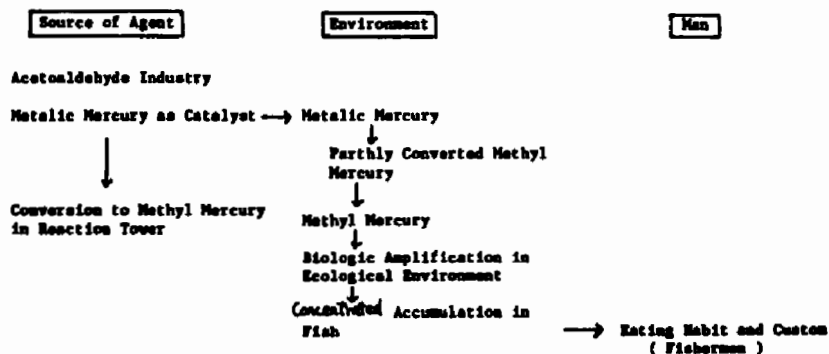 Source of Agent
Environment
Man
Acetoaldehyde Industry
Metalic Mercury as Catalyst → Metalic Mercury
Parthly Converted Methyl
Mercury
Conversion to Methyl Mercury
in Reaction Tower
Methyl Mercury
Biologic Amplification in
Ecological Environment
Concentrated Accumulation in
Fish
→ Eating Habit and Custom
( Fishermen )